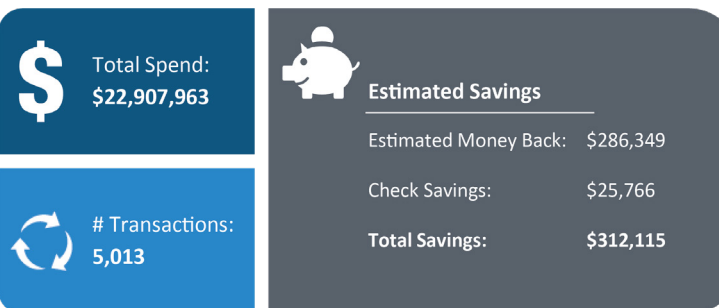 $
Total Spend:
$22,907,963
# Transactions:
5,013
Estimated Savings
Estimated Money Back: $286,349
Check Savings: $25,766
Total Savings: $312,115